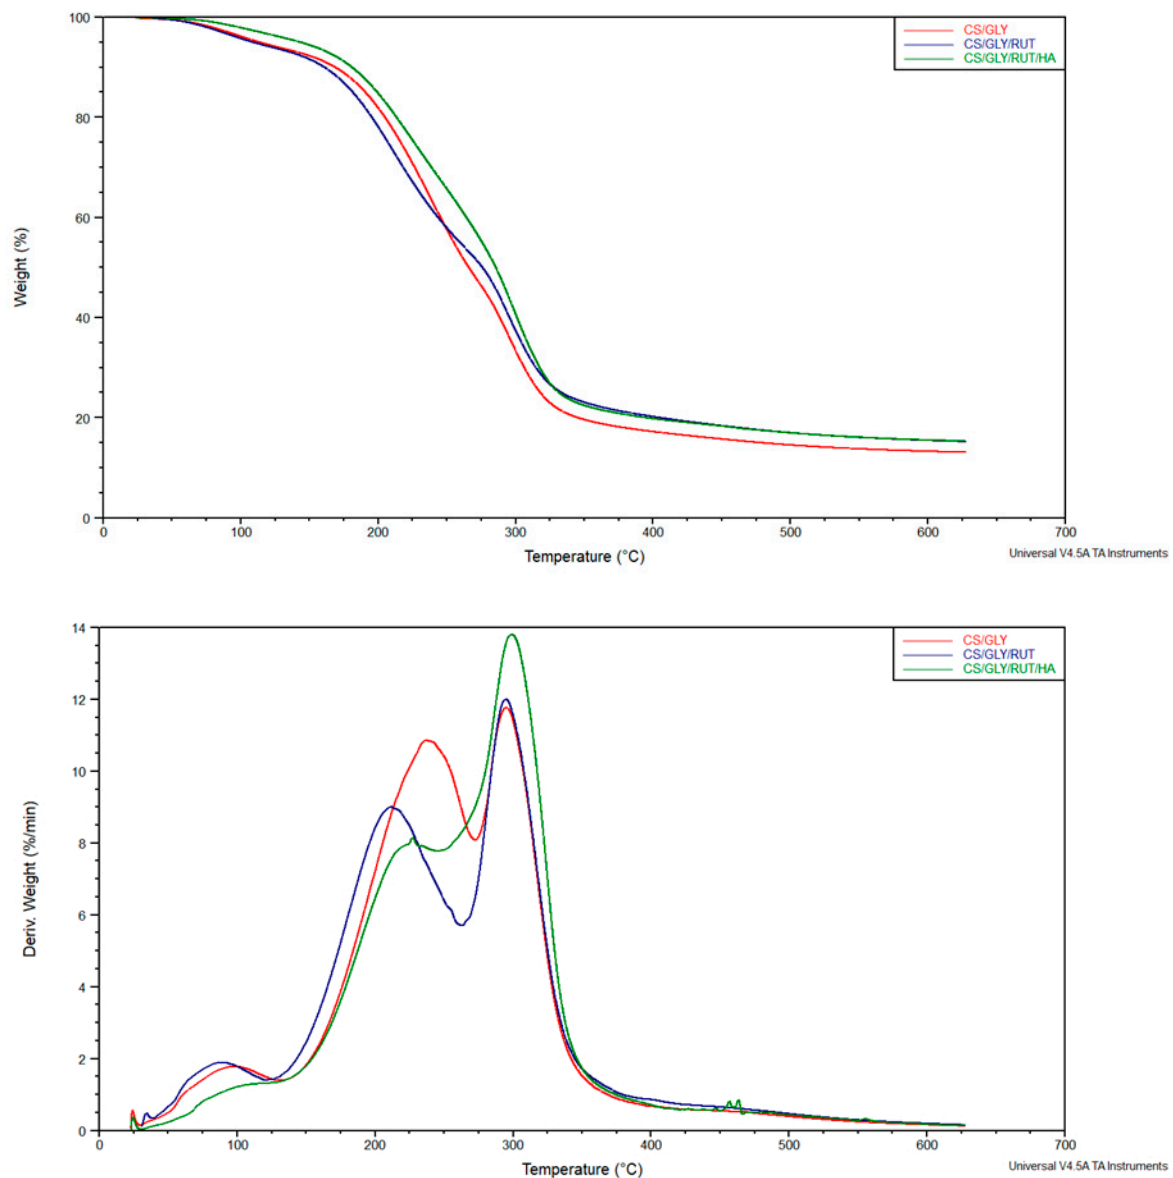 100
80
60
40
20
0
Weight (%)
CS/GLY
CS/GLY/RUT
CS/GLY/RUT/HA
0 100 200 300 400 500 600 700
Temperature (°C)
Universal V4.5A TA Instruments
14
12
10
8
6
4
2
0
Deriv. Weight (%/min)
CS/GLY
CS/GLY/RUT
CS/GLY/RUT/HA
0 100 200 300 400 500 600 700
Temperature (°C)
Universal V4.5A TA Instruments